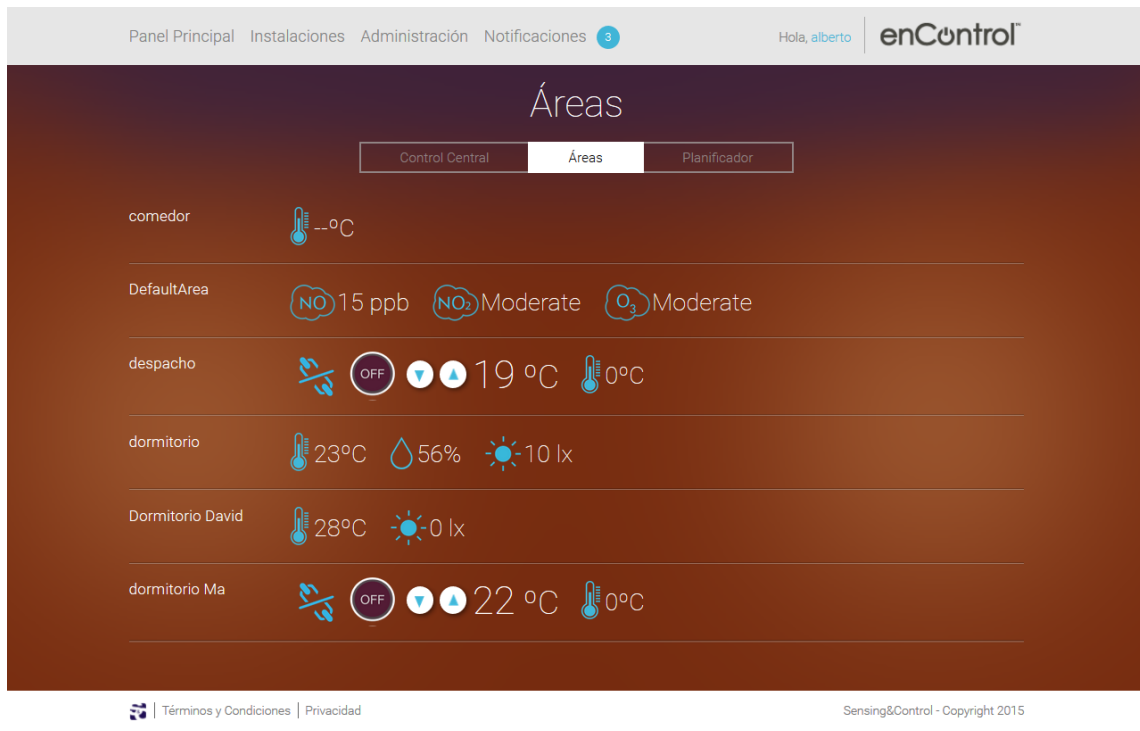 Panel Principal Instalaciones Administración Notificaciones 3 Hola, alberto enControl™
Áreas
Control Central Áreas Planificador
comedor --ºC
DefaultArea NO 15 ppb NO₂ Moderate O₃ Moderate
despacho OFF 19 ºC 0ºC
dormitorio 23ºC 56% 10 lx
Dormitorio David 28ºC 0 lx
dormitorio Ma OFF 22 ºC 0ºC
Términos y Condiciones | Privacidad Sensing&Control - Copyright 2015